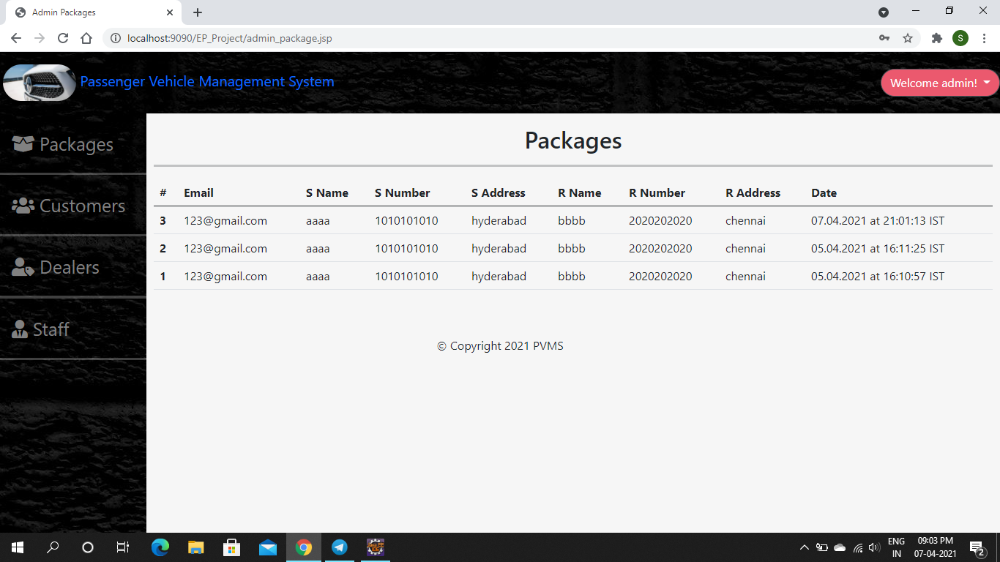 Admin Packages
localhost:9090/EP_Project/admin_package.jsp
S
Passenger Vehicle Management System
Welcome admin!
Packages
Customers
Dealers
Staff
Packages
# Email S Name S Number S Address R Name R Number R Address Date
3 123@gmail.com aaaa 1010101010 hyderabad bbbb 2020202020 chennai 07.04.2021 at 21:01:13 IST
2 123@gmail.com aaaa 1010101010 hyderabad bbbb 2020202020 chennai 05.04.2021 at 16:11:25 IST
1 123@gmail.com aaaa 1010101010 hyderabad bbbb 2020202020 chennai 05.04.2021 at 16:10:57 IST
© Copyright 2021 PVMS
Java EE
IDE
ENG
IN
09:03 PM
07-04-2021
2